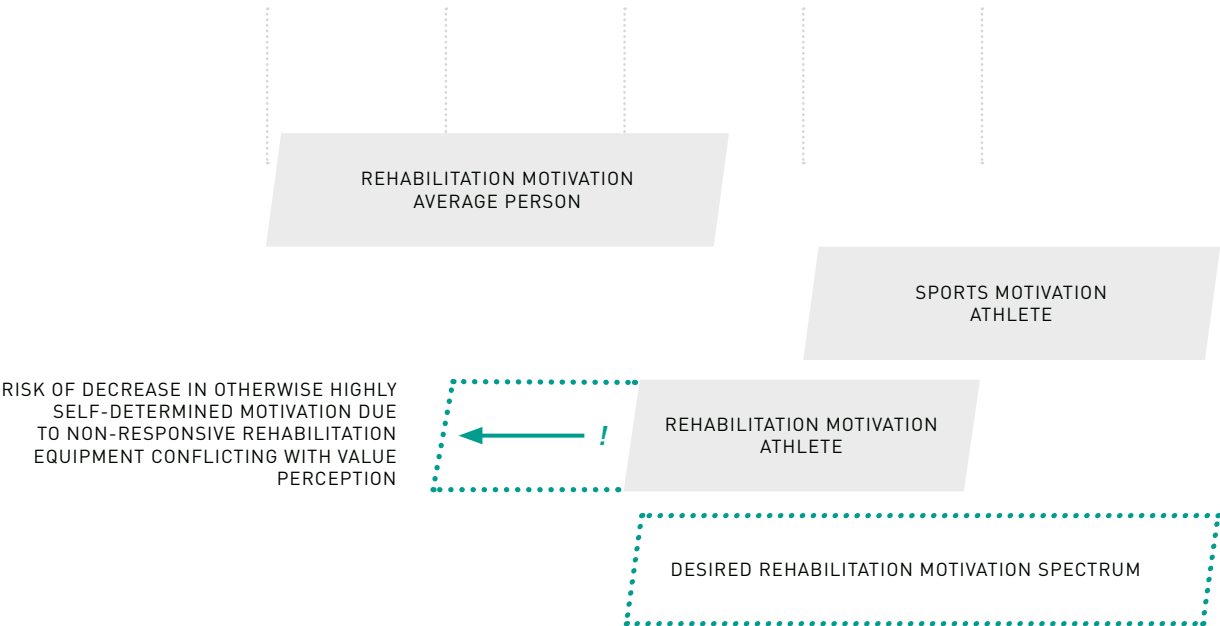 REHABILITATION MOTIVATION
AVERAGE PERSON
SPORTS MOTIVATION
ATHLETE
RISK OF DECREASE IN OTHERWISE HIGHLY
SELF-DETERMINED MOTIVATION DUE
TO NON-RESPONSIVE REHABILITATION
EQUIPMENT CONFLICTING WITH VALUE
PERCEPTION
!
REHABILITATION MOTIVATION
ATHLETE
DESIRED REHABILITATION MOTIVATION SPECTRUM